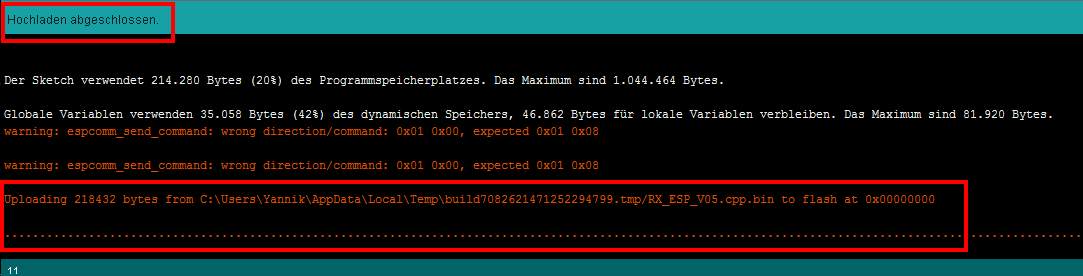 Hochladen abgeschlossen.
Der Sketch verwendet 214.280 Bytes (20%) des Programmspeicherplatzes. Das Maximum sind 1.044.464 Bytes.
Globale Variablen verwenden 35.058 Bytes (42%) des dynamischen Speichers, 46.862 Bytes für lokale Variablen verbleiben. Das Maximum sind 81.920 Bytes.
warning: espcomm_send_command: wrong direction/command: 0x01 0x00, expected 0x01 0x08
warning: espcomm_send_command: wrong direction/command: 0x01 0x00, expected 0x01 0x08
Uploading 218432 bytes from C:\Users\Yannik\AppData\Local\Temp\build7082621471252294799.tmp/RX_ESP_V05.cpp.bin to flash at 0x00000000
................................................................................................................................................................
11